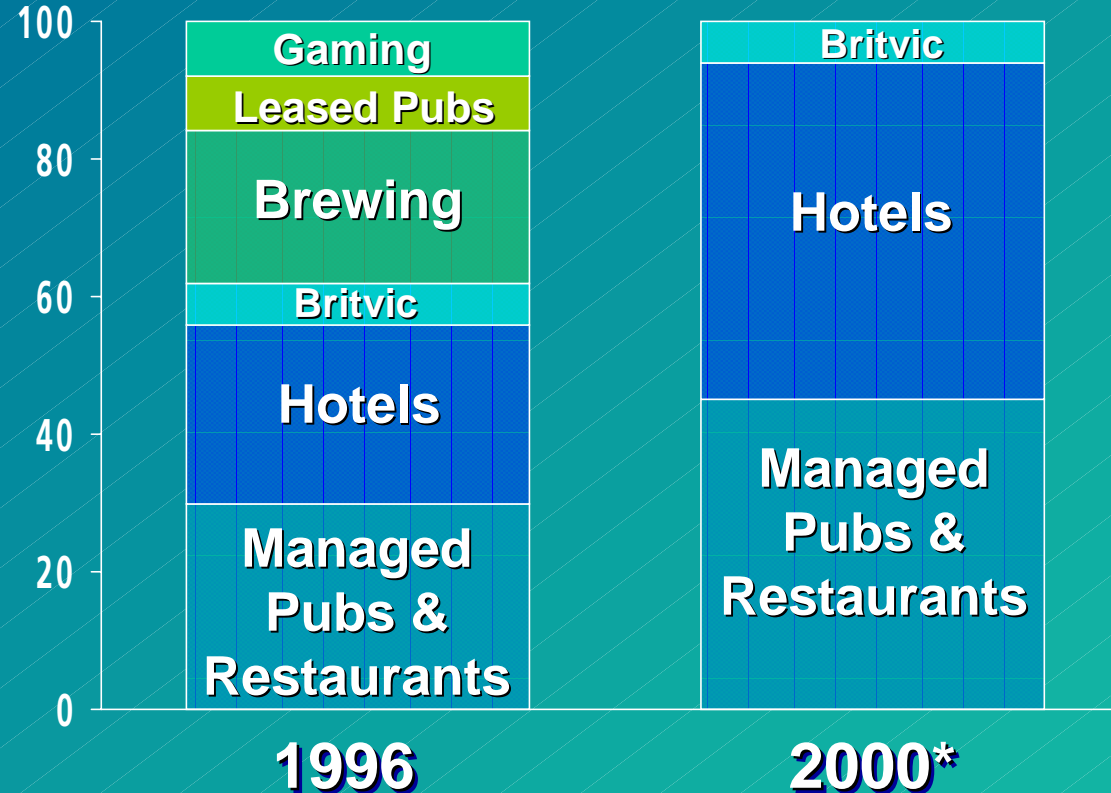 100
80
60
40
20
0
Gaming
Leased Pubs
Brewing
Britvic
Hotels
Managed
Pubs &
Restaurants
1996
Britvic
Hotels
Managed
Pubs &
Restaurants
2000*